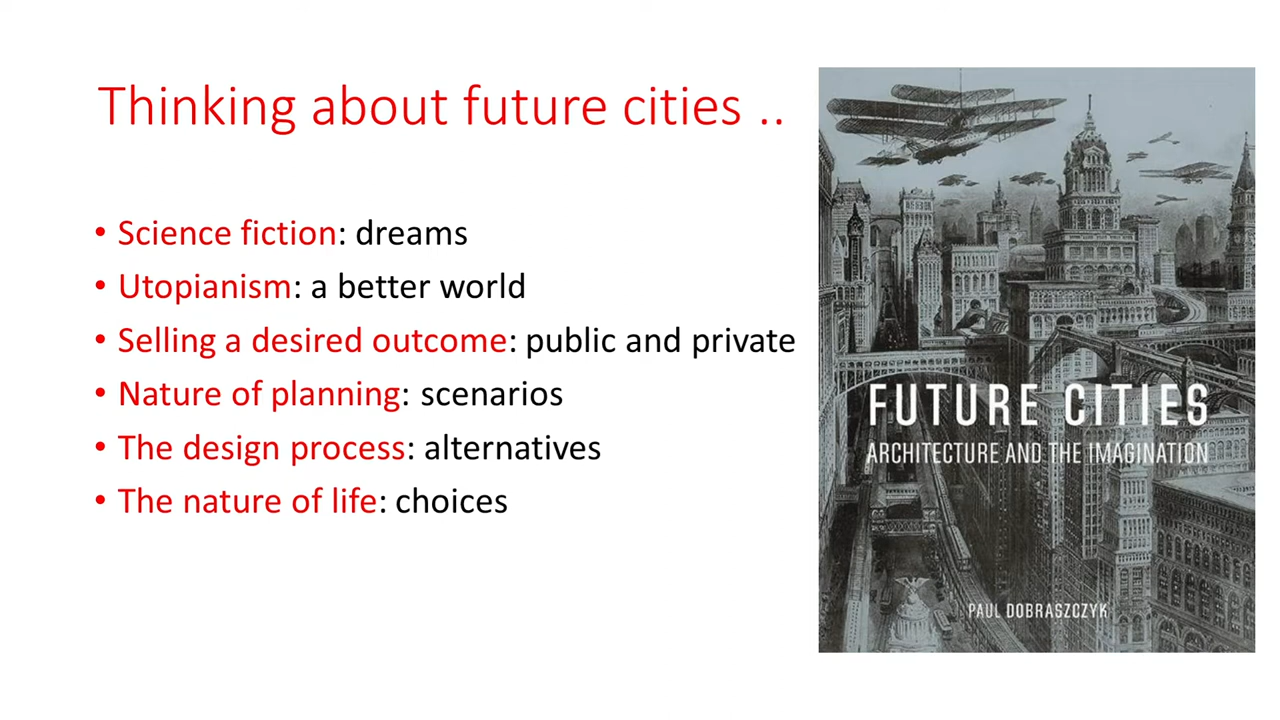 Thinking about future cities ..
• Science fiction: dreams
• Utopianism: a better world
• Selling a desired outcome: public and private
• Nature of planning: scenarios
• The design process: alternatives
• The nature of life: choices
FUTURE CITIES
ARCHITECTURE AND THE IMAGINATION
PAUL DOBRASZCZYK